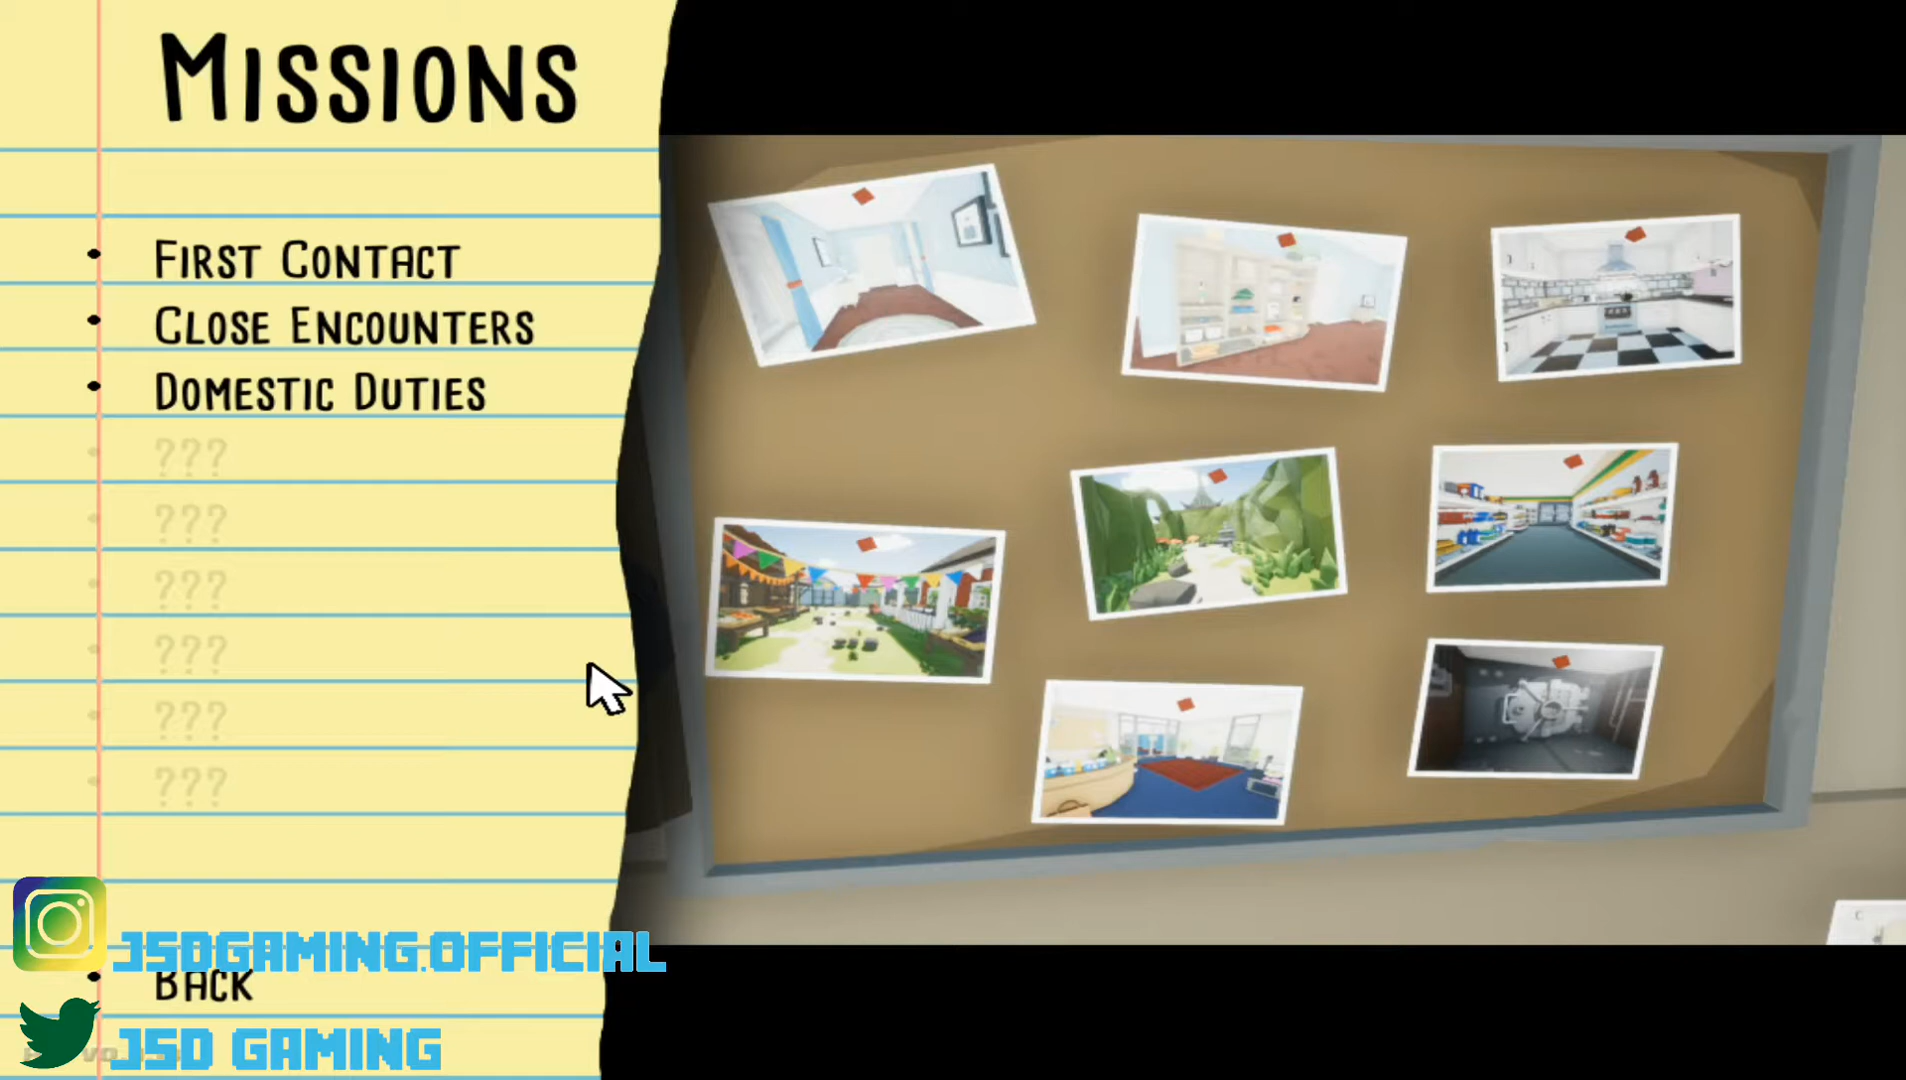 MISSIONS
• FIRST CONTACT
• CLOSE ENCOUNTERS
• DOMESTIC DUTIES
• ???
• ???
• ???
• ???
• ???
• ???
JSDGAMING.OFFICIAL
• BACK
JSD GAMING